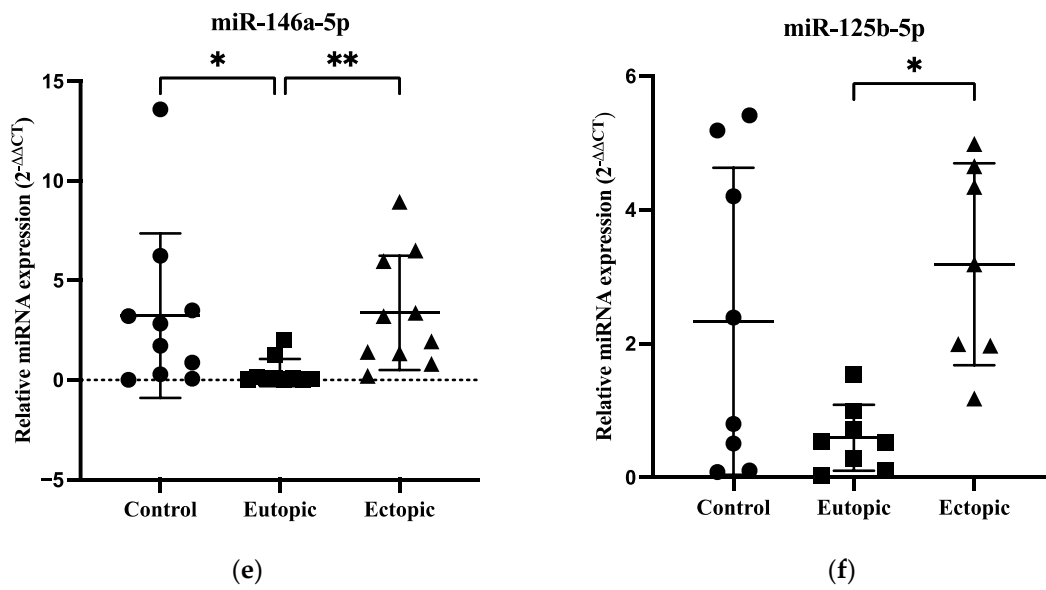 miR-146a-5p
* **
Relative miRNA expression (2-ΔΔCT)
15
10
5
0
−5
Control Eutopic Ectopic
(e)
miR-125b-5p
*
Relative miRNA expression (2-ΔΔCT)
6
4
2
0
Control Eutopic Ectopic
(f)